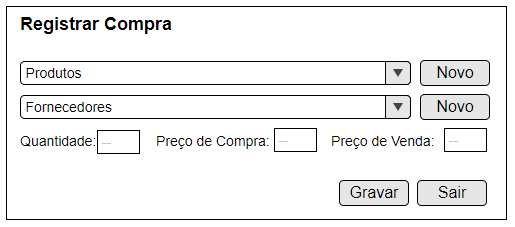 Registrar Compra
Produtos Novo
Fornecedores Novo
Quantidade: -- Preço de Compra: -- Preço de Venda: --
Gravar Sair